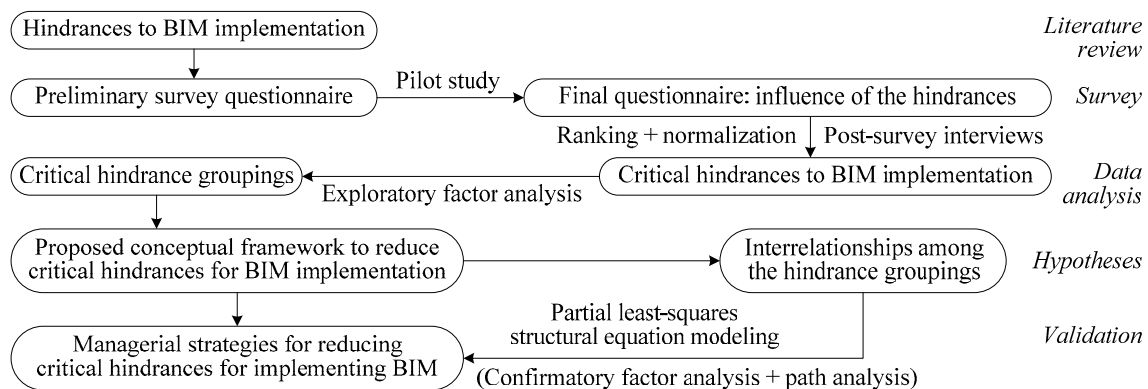 Hindrances to BIM implementation
Literature
review
Preliminary survey questionnaire
Pilot study
Final questionnaire: influence of the hindrances
Survey
Ranking + normalization
Post-survey interviews
Critical hindrance groupings
Exploratory factor analysis
Critical hindrances to BIM implementation
Data
analysis
Proposed conceptual framework to reduce
critical hindrances for BIM implementation
Interrelationships among
the hindrance groupings
Hypotheses
Partial least-squares
structural equation modeling
Managerial strategies for reducing
critical hindrances for implementing BIM
(Confirmatory factor analysis + path analysis)
Validation